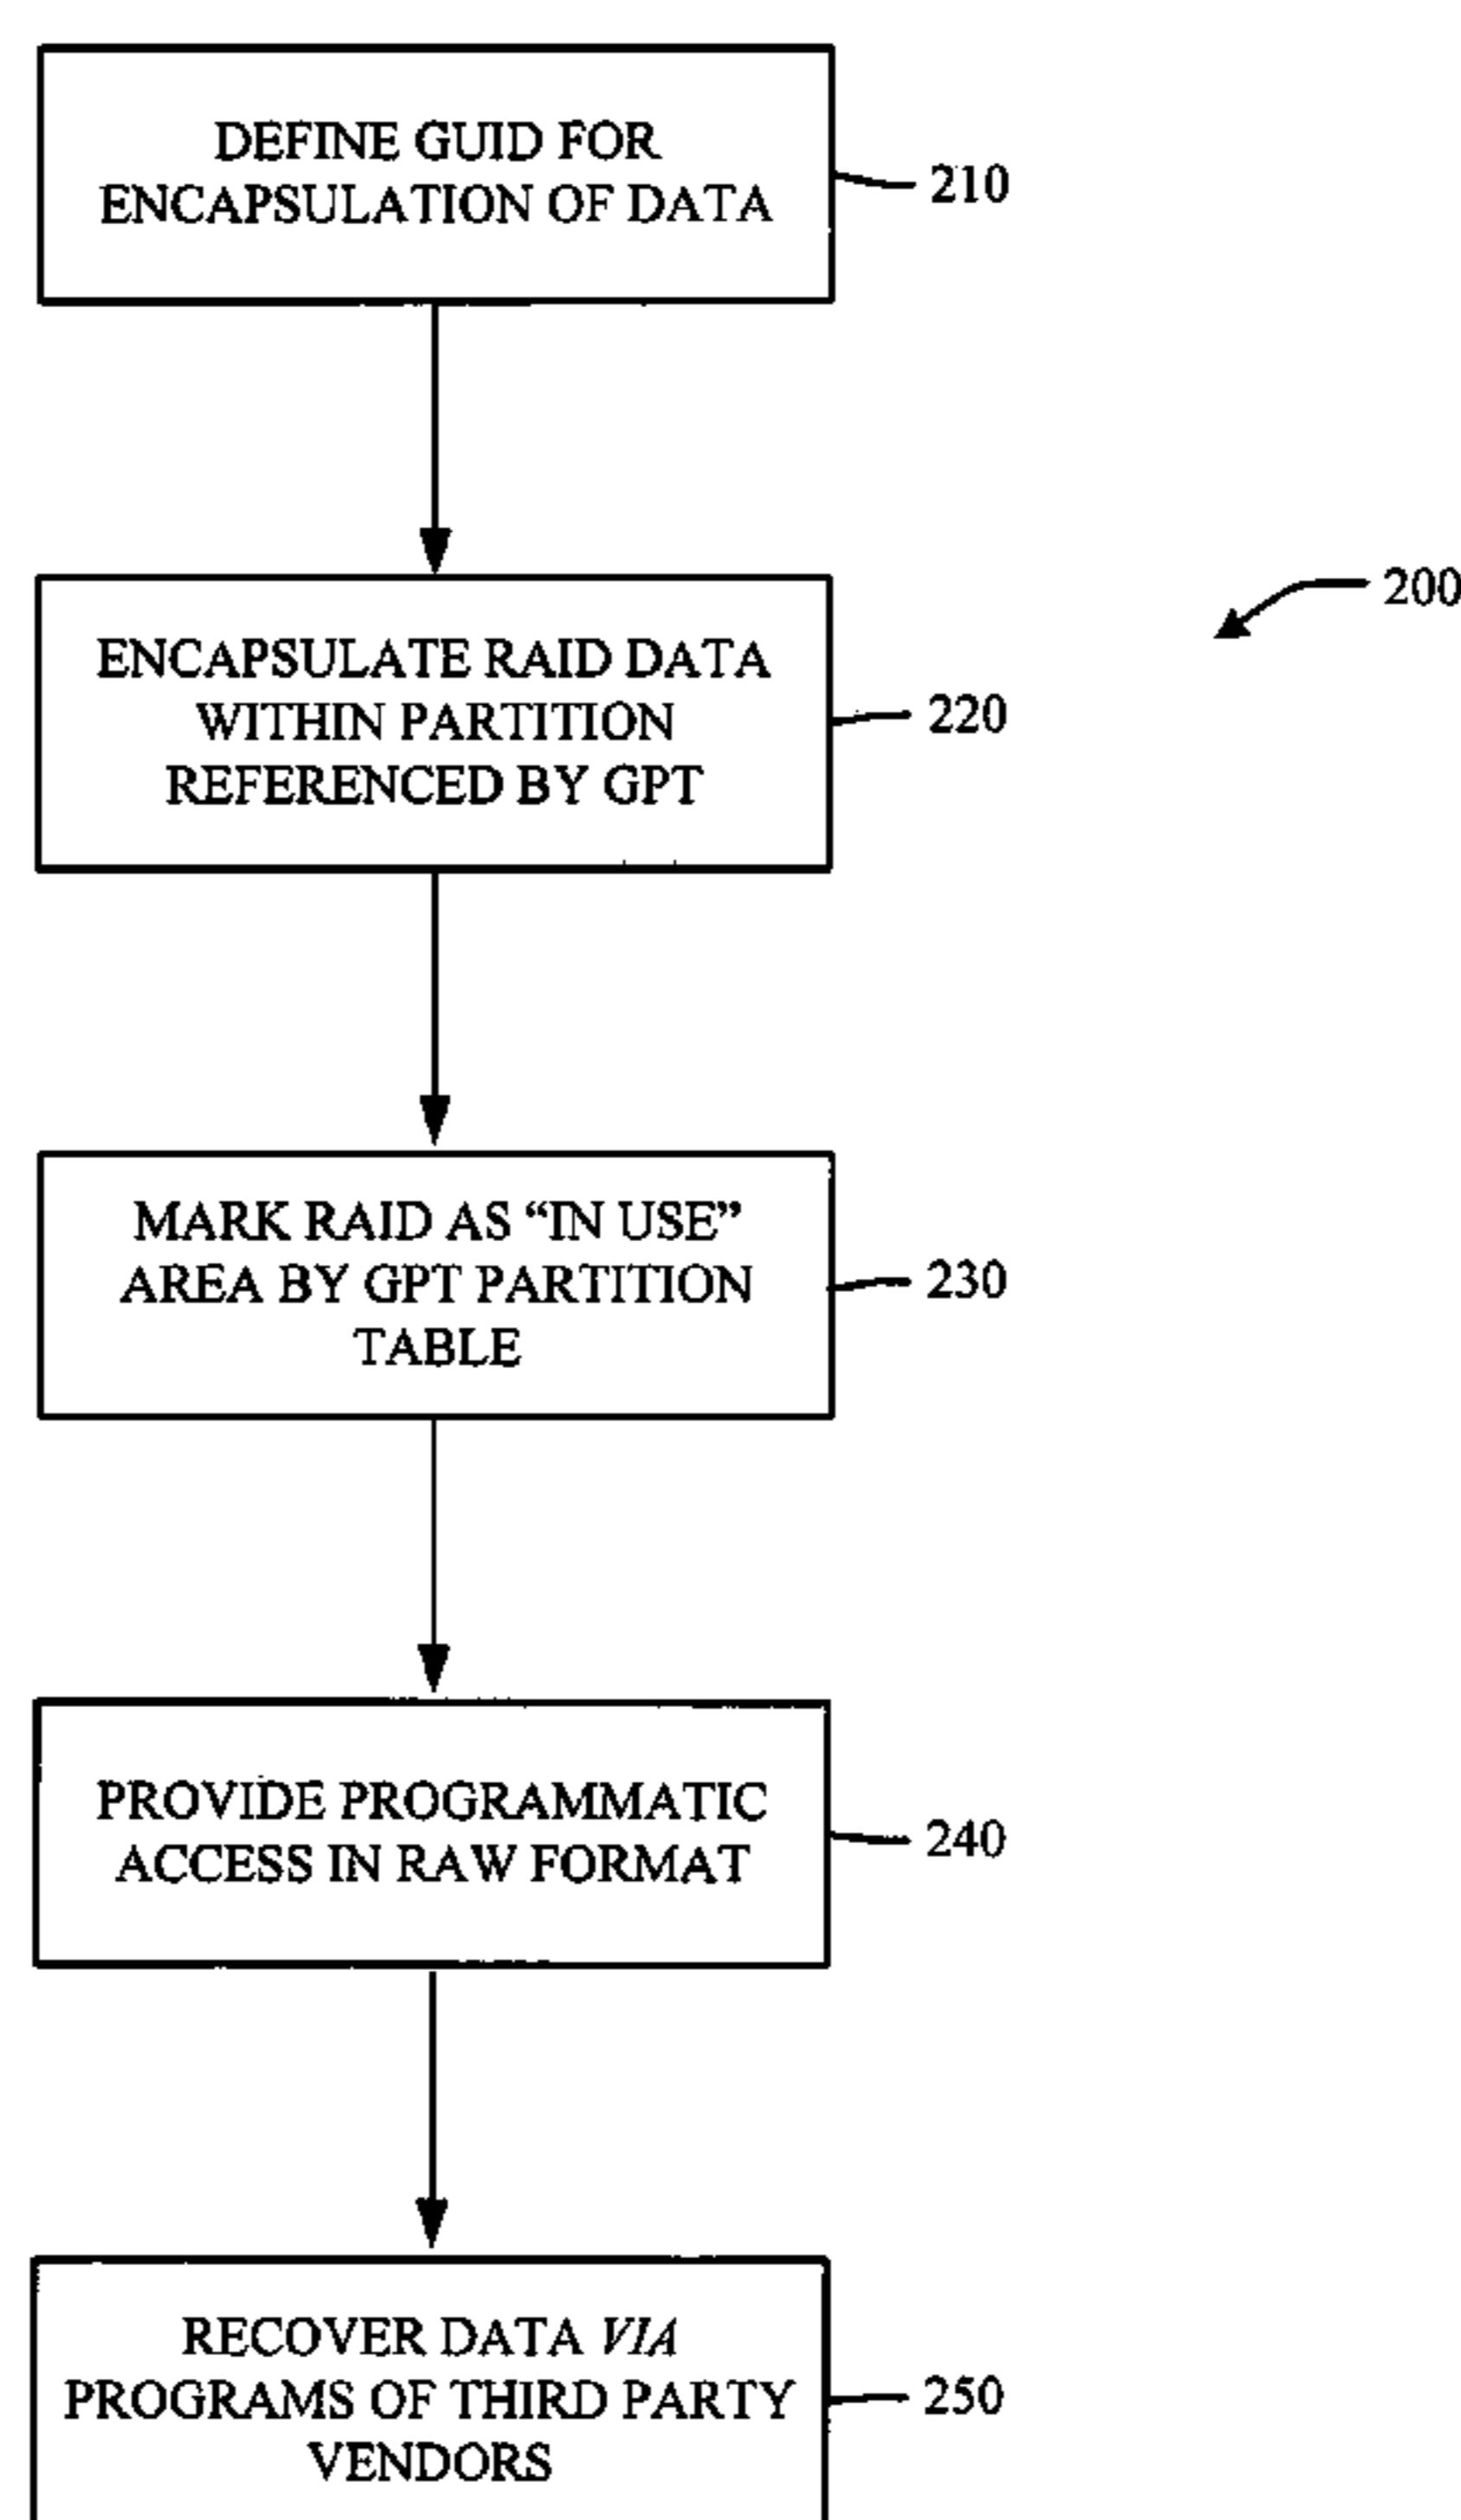 DEFINE GUID FOR
ENCAPSULATION OF DATA
210
ENCAPSULATE RAID DATA
WITHIN PARTITION
REFERENCED BY GPT
220
200
MARK RAID AS “IN USE”
AREA BY GPT PARTITION
TABLE
230
PROVIDE PROGRAMMATIC
ACCESS IN RAW FORMAT
240
RECOVER DATA VIA
PROGRAMS OF THIRD PARTY
VENDORS
250